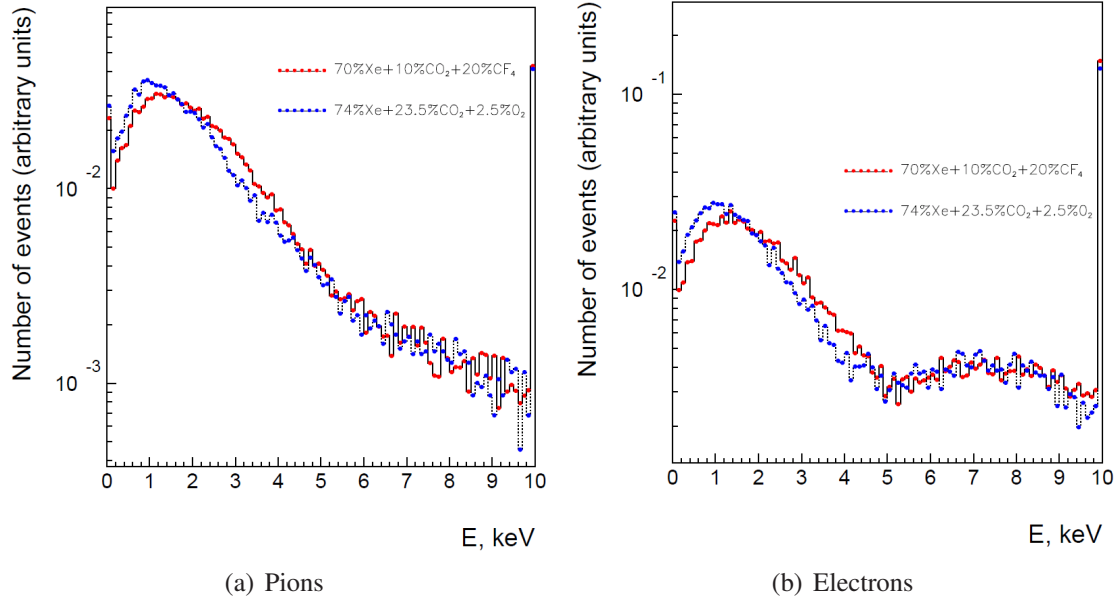 Number of events (arbitrary units)
70%Xe+10%CO₂+20%CF₄
74%Xe+23.5%CO₂+2.5%O₂
10⁻²
10⁻³
0 1 2 3 4 5 6 7 8 9 10
E, keV
(a) Pions
Number of events (arbitrary units)
10⁻¹
70%Xe+10%CO₂+20%CF₄
74%Xe+23.5%CO₂+2.5%O₂
10⁻²
0 1 2 3 4 5 6 7 8 9 10
E, keV
(b) Electrons